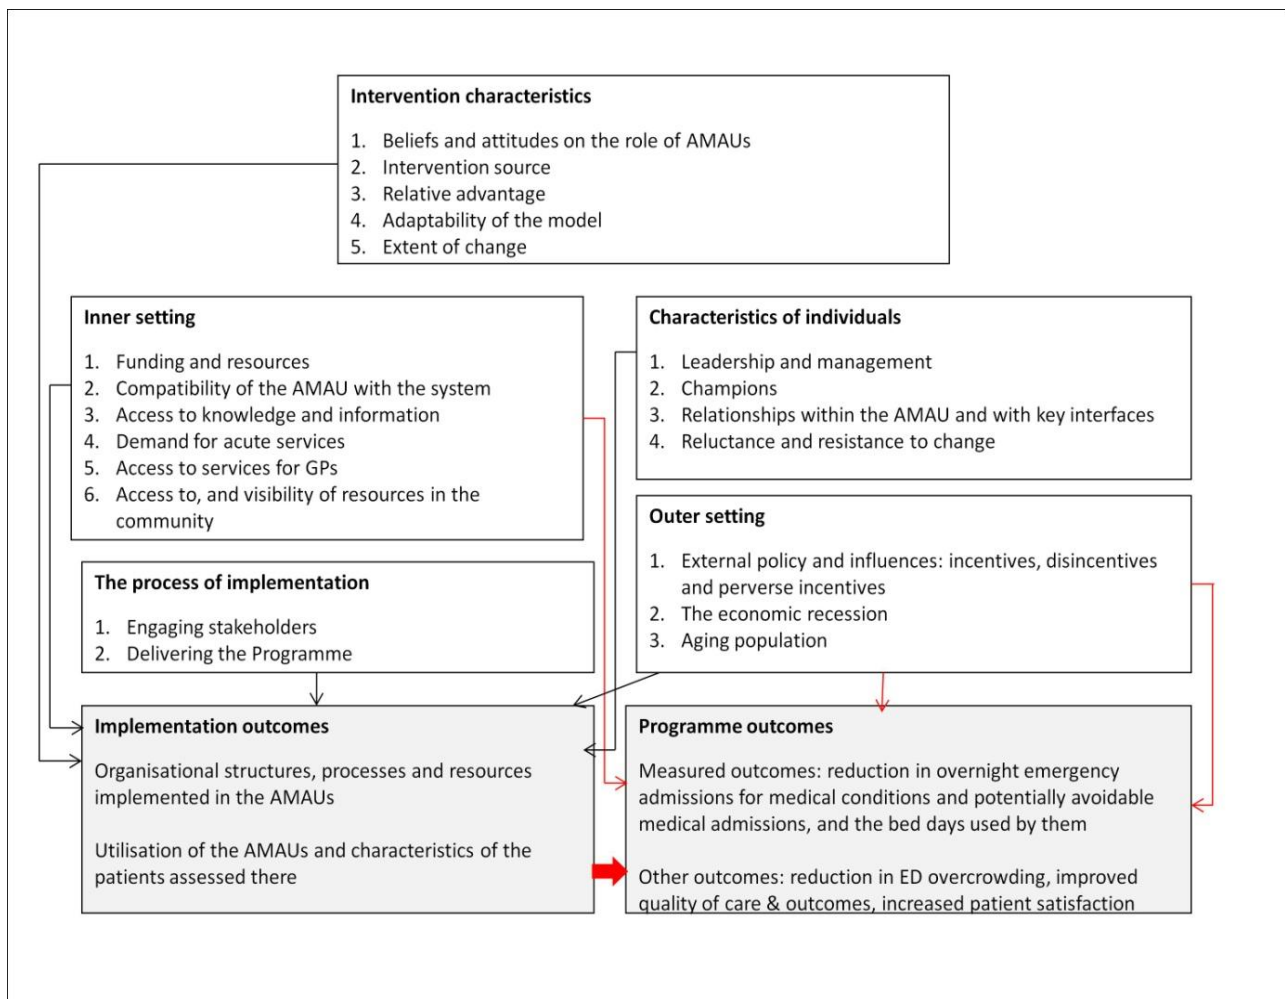 Intervention characteristics
1. Beliefs and attitudes on the role of AMAUs
2. Intervention source
3. Relative advantage
4. Adaptability of the model
5. Extent of change
Inner setting
1. Funding and resources
2. Compatibility of the AMAU with the system
3. Access to knowledge and information
4. Demand for acute services
5. Access to services for GPs
6. Access to, and visibility of resources in the
community
Characteristics of individuals
1. Leadership and management
2. Champions
3. Relationships within the AMAU and with key interfaces
4. Reluctance and resistance to change
The process of implementation
1. Engaging stakeholders
2. Delivering the Programme
Outer setting
1. External policy and influences: incentives, disincentives
and perverse incentives
2. The economic recession
3. Aging population
Implementation outcomes
Organisational structures, processes and resources
implemented in the AMAUs
Utilisation of the AMAUs and characteristics of the
patients assessed there
Programme outcomes
Measured outcomes: reduction in overnight emergency
admissions for medical conditions and potentially avoidable
medical admissions, and the bed days used by them
Other outcomes: reduction in ED overcrowding, improved
quality of care & outcomes, increased patient satisfaction